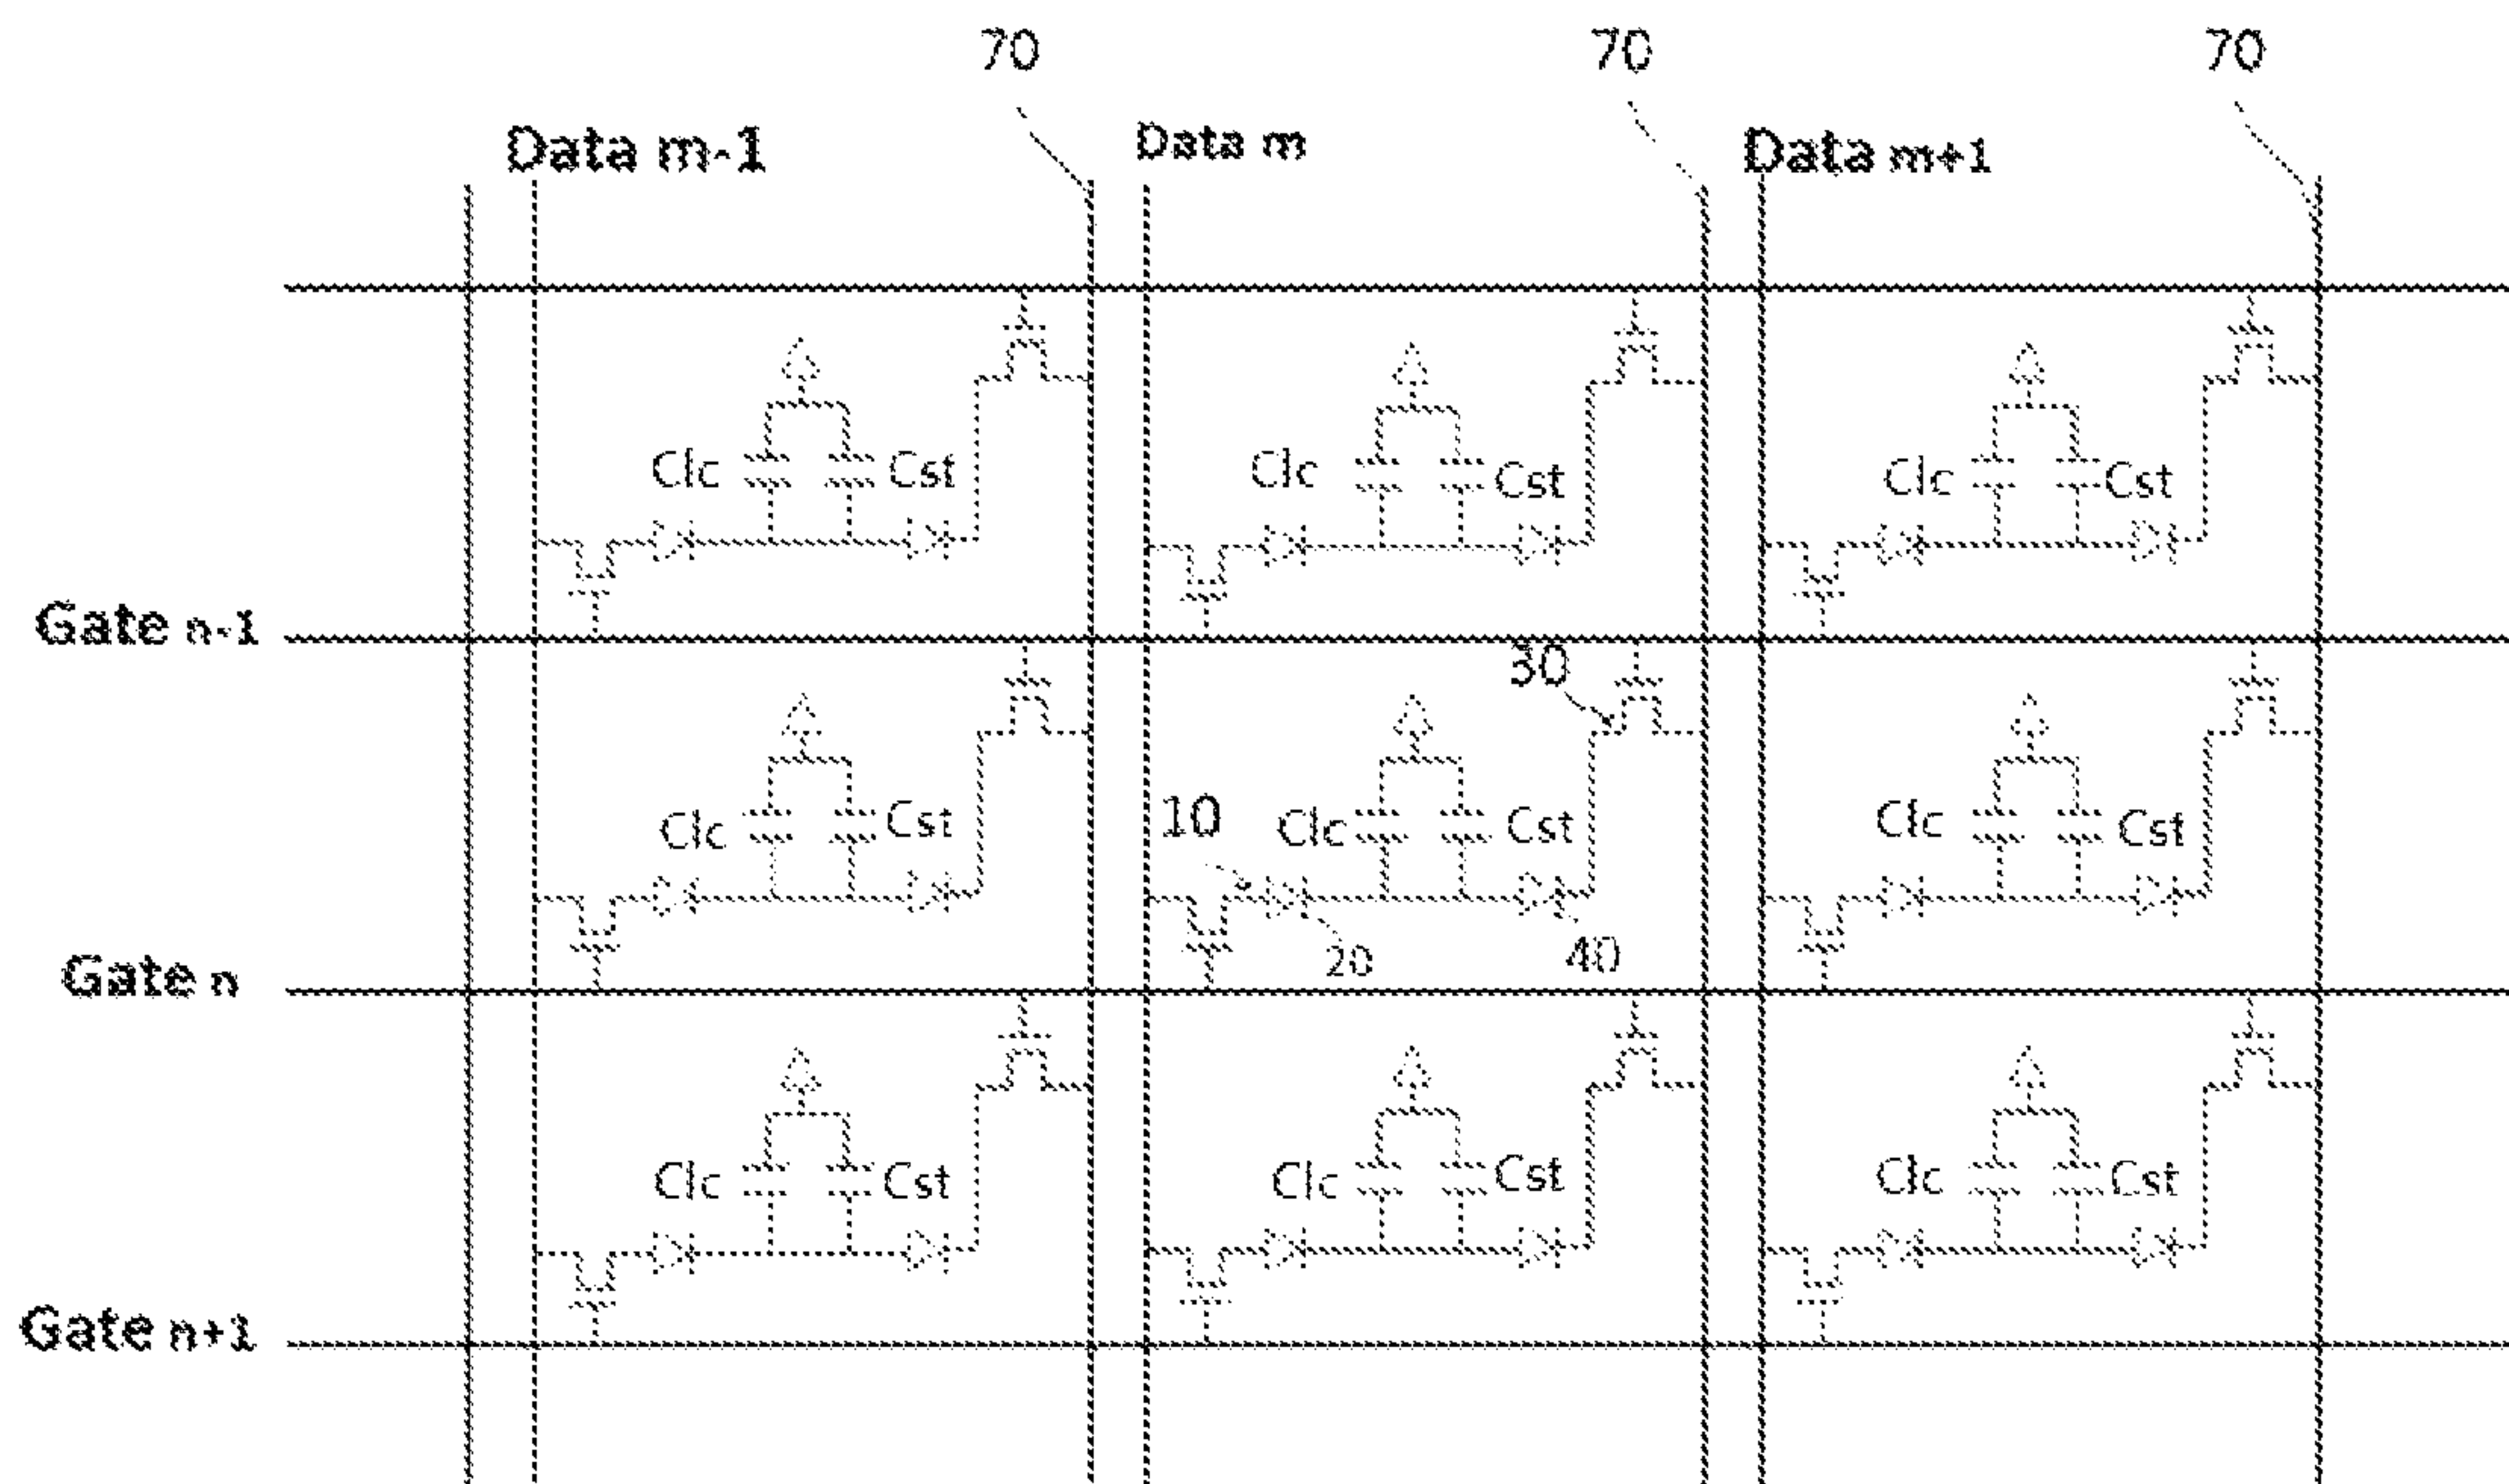 70 70 70
Data m-1 Data m Data m+1
Clc Cst Clc Cst Clc Cst
Gate n-1
30
10
Clc Cst Clc Cst Clc Cst
20 40
Gate n
Clc Cst Clc Cst Clc Cst
Gate n+1